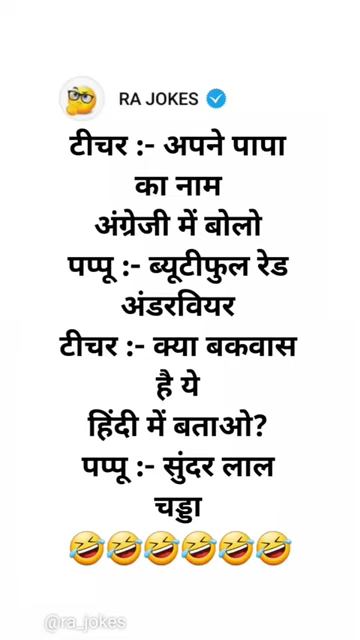 RA JOKES
टीचर :- अपने पापा
का नाम
अंग्रेजी में बोलो
पप्पू :- ब्यूटीफुल रेड
अंडरवियर
टीचर :- क्या बकवास
है ये
हिंदी में बताओ?
पप्पू :- सुंदर लाल
चड्डा
🤣🤣🤣🤣🤣🤣
@ra_jokes